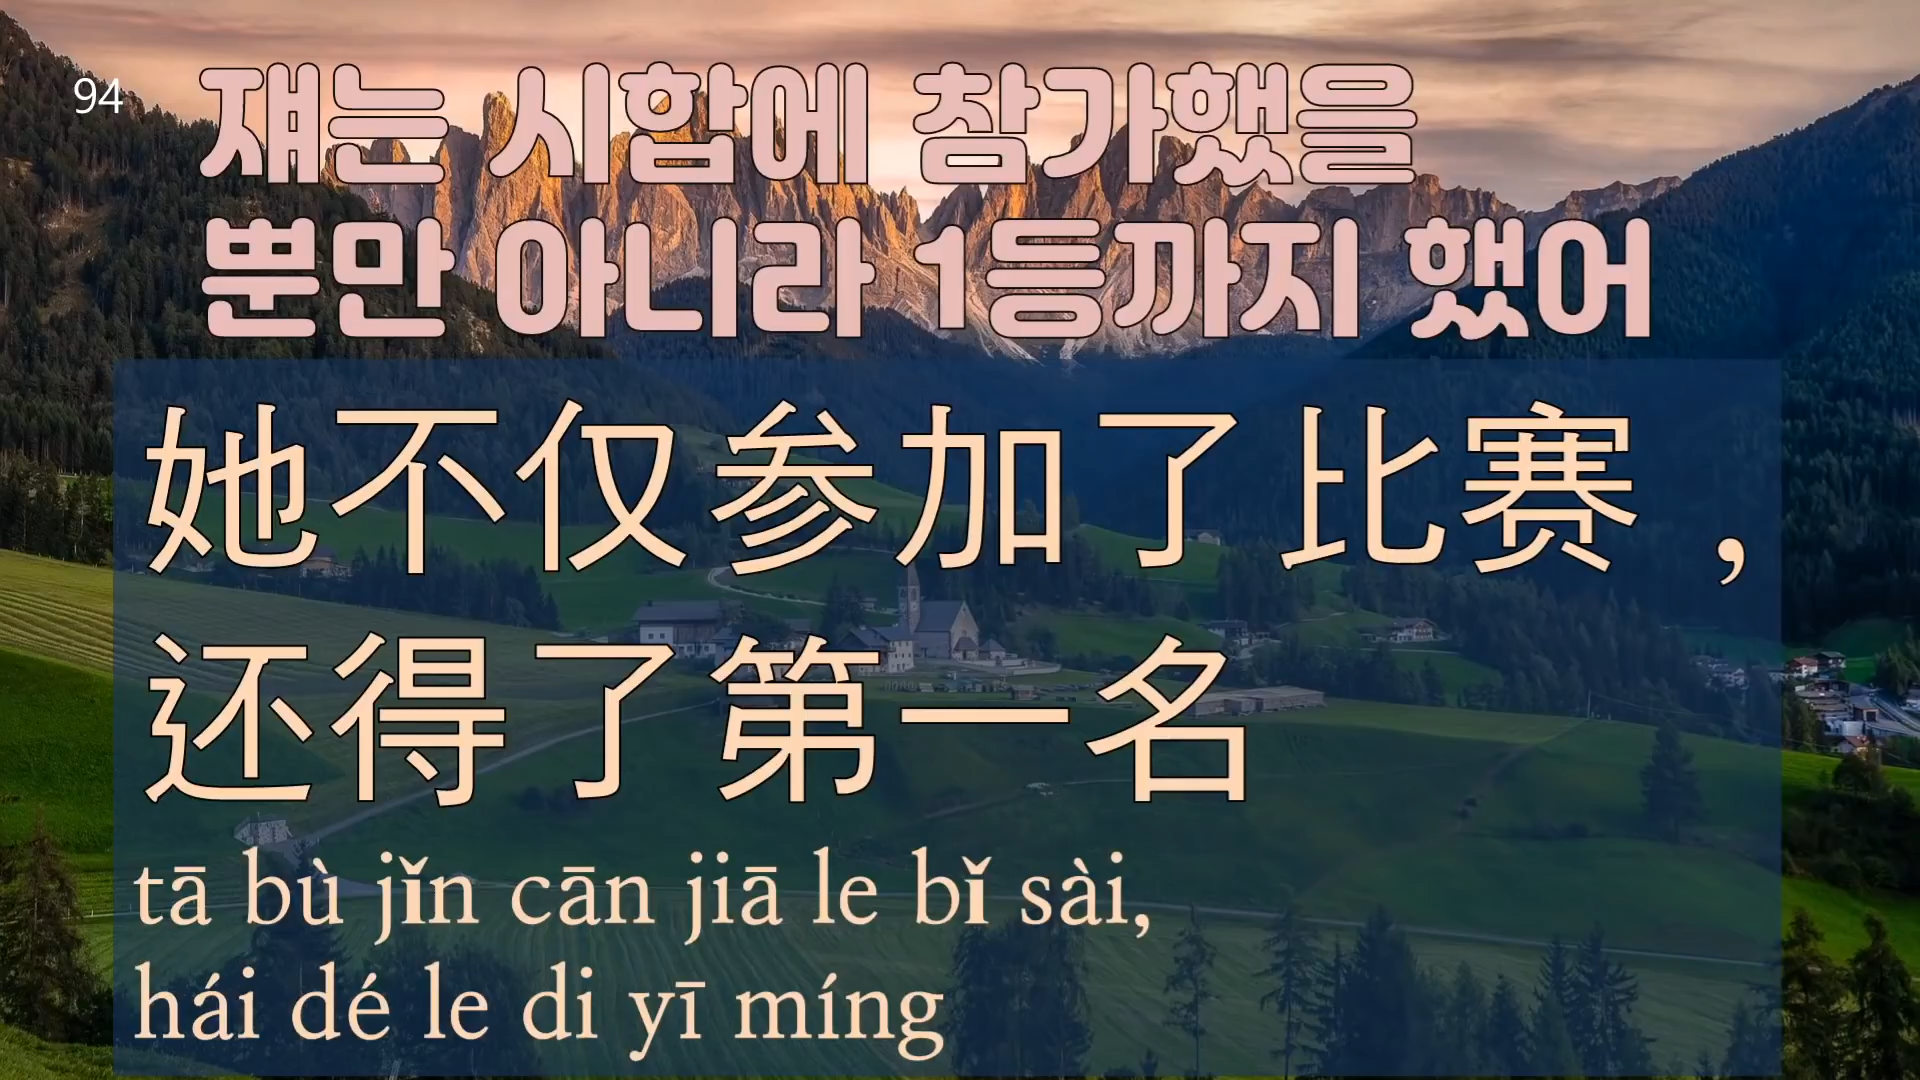 94
쟤는 시합에 참가했을
뿐만 아니라 1등까지 했어
她不仅参加了比赛，
还得了第一名
tā bù jǐn cān jiā le bǐ sài,
hái dé le di yī míng